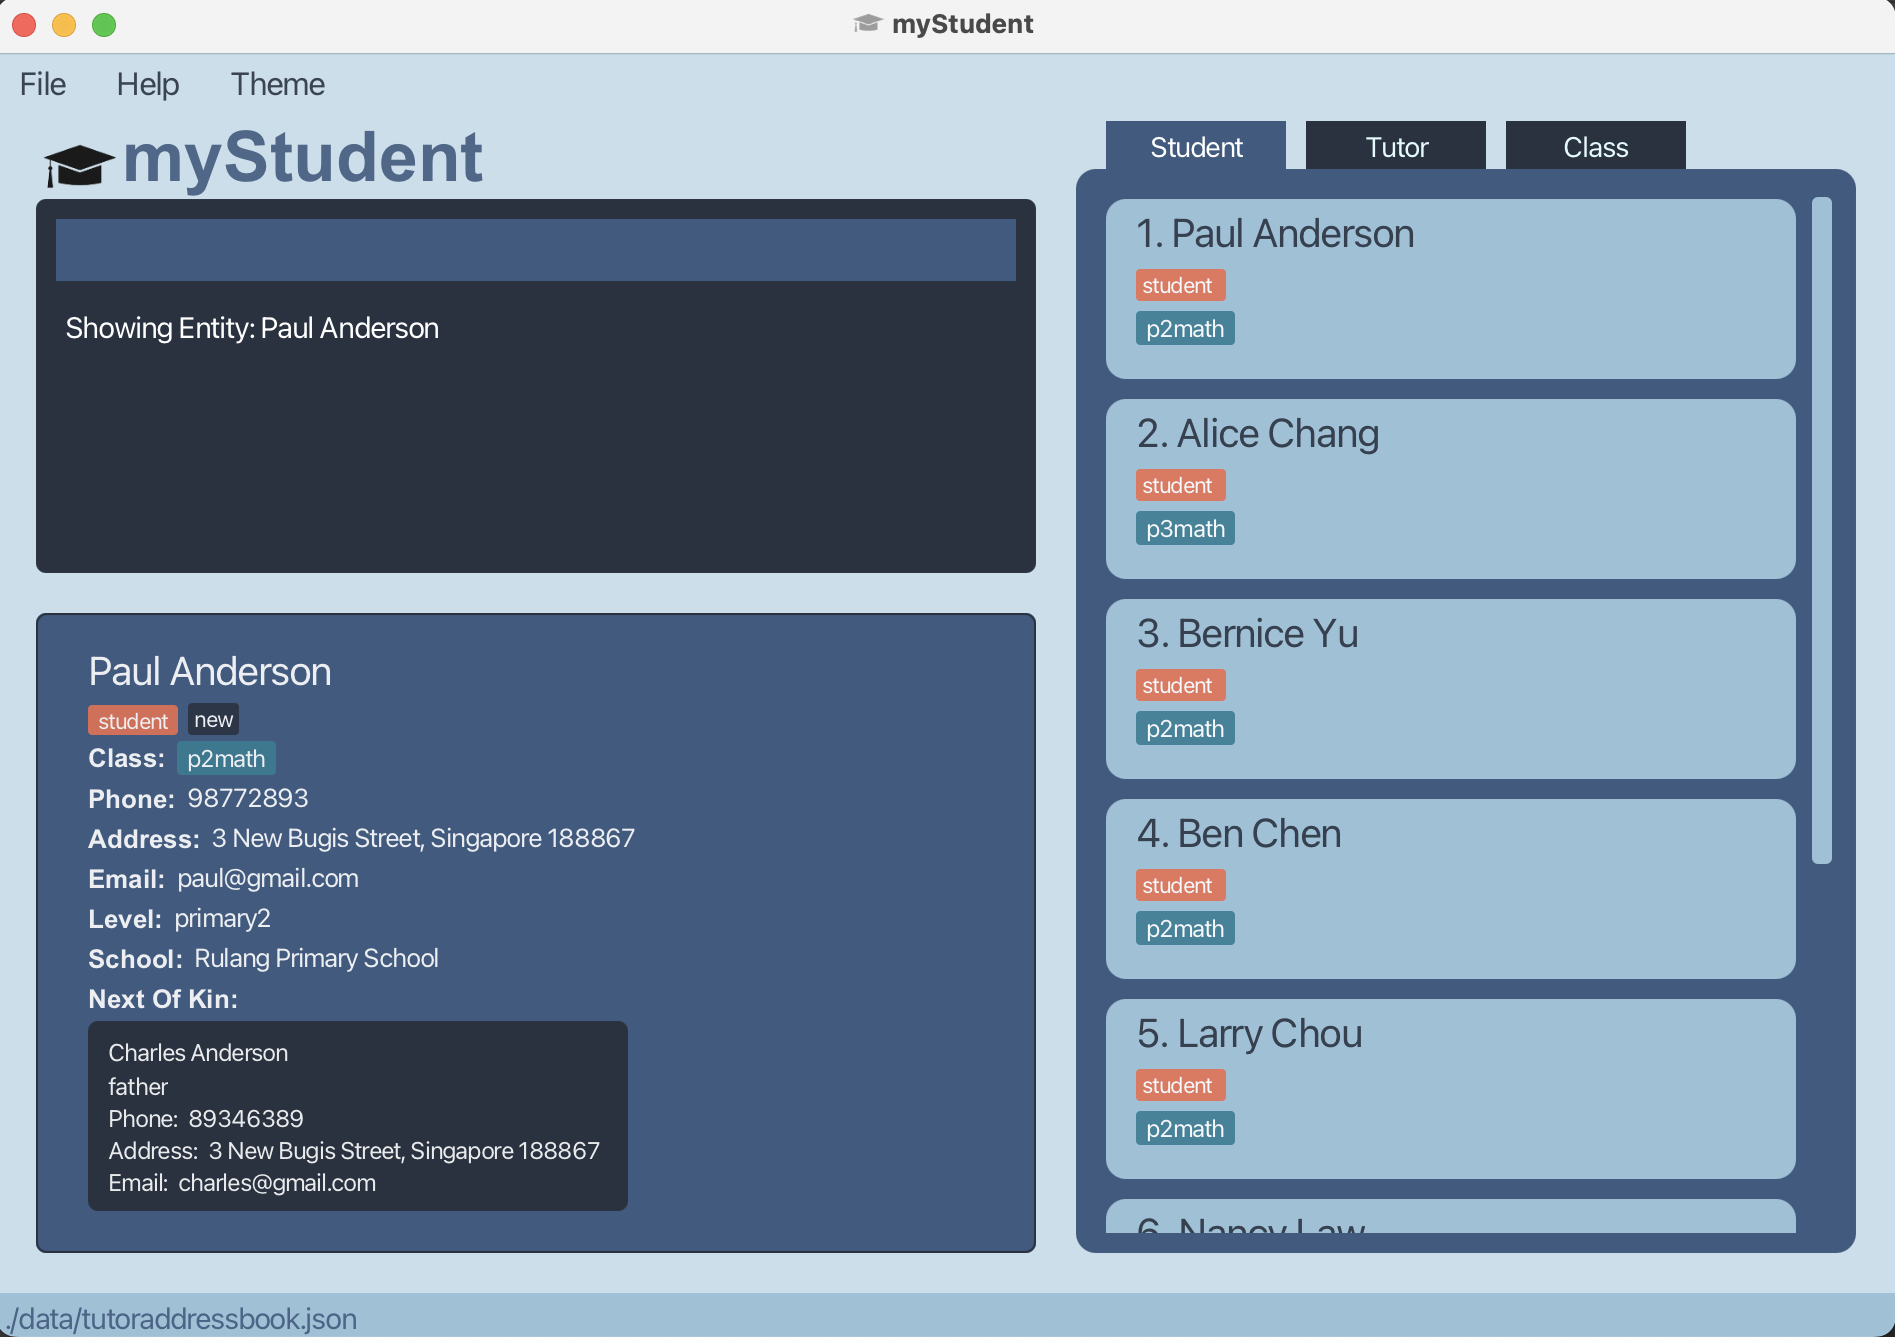 myStudent
File Help Theme
myStudent
Showing Entity: Paul Anderson
Paul Anderson
student new
Class: p2math
Phone: 98772893
Address: 3 New Bugis Street, Singapore 188867
Email: paul@gmail.com
Level: primary2
School: Rulang Primary School
Next Of Kin:
Charles Anderson
father
Phone: 89346389
Address: 3 New Bugis Street, Singapore 188867
Email: charles@gmail.com
Student Tutor Class
1. Paul Anderson
student
p2math
2. Alice Chang
student
p3math
3. Bernice Yu
student
p2math
4. Ben Chen
student
p2math
5. Larry Chou
student
p2math
6. Nancy Law
./data/tutoraddressbook.json